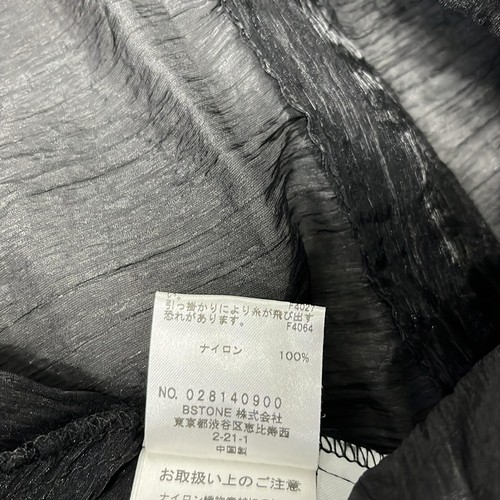 引っ掛かりにより糸が飛び出す
恐れがあります。 F4064
ナイロン 100%
NO. 028140900
BSTONE 株式会社
東京都渋谷区恵比寿西
2-21-1
中国製
お取扱い上のご注意